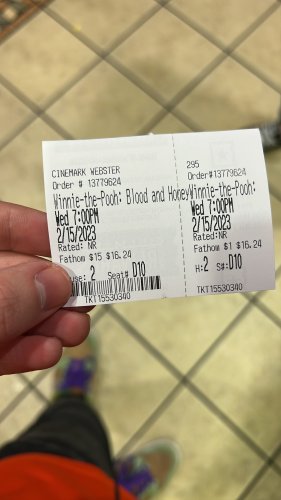 CINEMARK WEBSTER
Order # 13779624
Winnie-the-Pooh: Blood and Honey
Wed 7:00PM
2/15/2023
Rated: NR
Fathom $15 $16.24
use: 2 Seat# D10
TKT15530340
295
Order#13779624
Winnie-the-Pooh:
Wed 7:00PM
2/15/2023
Rated:NR
Fathom $1 $16.24
H:2 S#:D10
TKT15530340